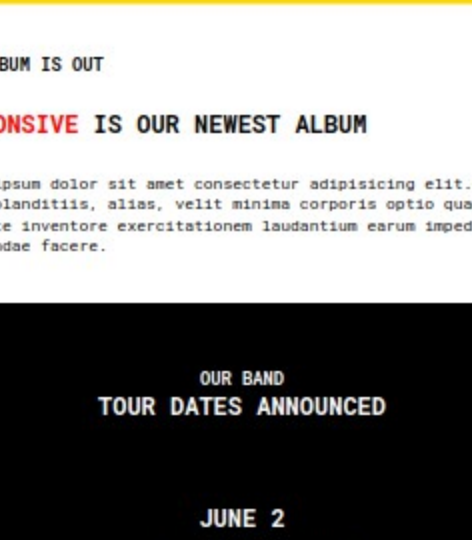 BUM IS OUT
ONSIVE IS OUR NEWEST ALBUM
ipsum dolor sit amet consectetur adipisicing elit.
blanditiis, alias, velit minima corporis optio qua
te inventore exercitationem laudantium earum imped
ndae facere.
OUR BAND
TOUR DATES ANNOUNCED
JUNE 2